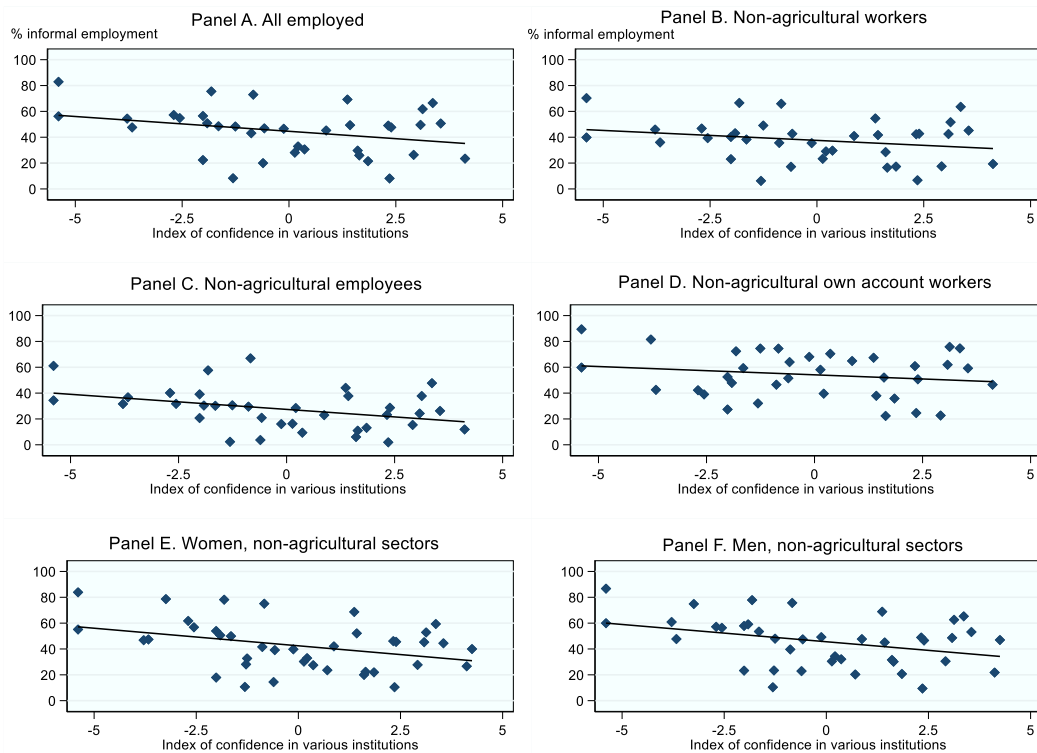 Panel A. All employed
% informal employment
100
80
60
40
20
0
-5 -2.5 0 2.5 5
Index of confidence in various institutions
Panel B. Non-agricultural workers
% informal employment
100
80
60
40
20
0
-5 -2.5 0 2.5 5
Index of confidence in various institutions
Panel C. Non-agricultural employees
100
80
60
40
20
0
-5 -2.5 0 2.5 5
Index of confidence in various institutions
Panel D. Non-agricultural own account workers
100
80
60
40
20
0
-5 -2.5 0 2.5 5
Index of confidence in various institutions
Panel E. Women, non-agricultural sectors
100
80
60
40
20
0
-5 -2.5 0 2.5 5
Index of confidence in various institutions
Panel F. Men, non-agricultural sectors
100
80
60
40
20
0
-5 -2.5 0 2.5 5
Index of confidence in various institutions